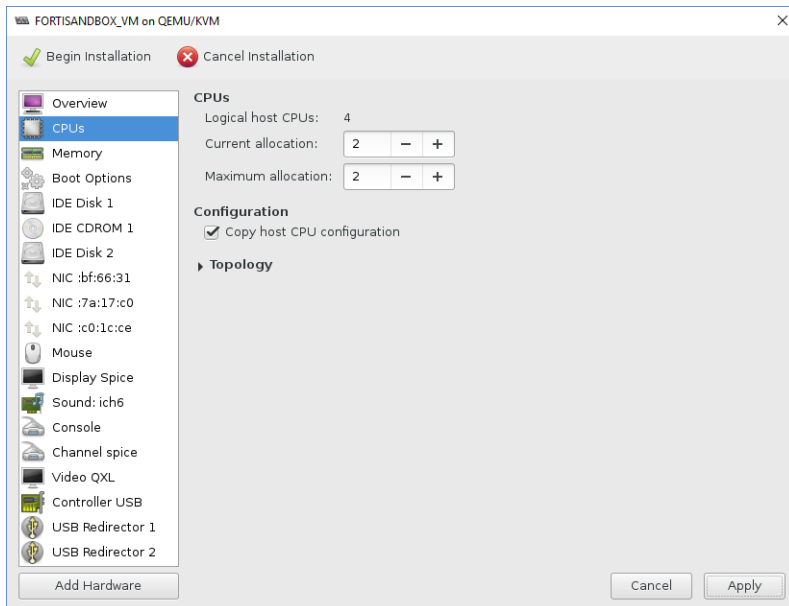 FORTISANDBOX_VM on QEMU/KVM
Begin Installation Cancel Installation
Overview
CPUs
Memory
Boot Options
IDE Disk 1
IDE CDROM 1
IDE Disk 2
NIC :bf:66:31
NIC :7a:17:c0
NIC :c0:1c:ce
Mouse
Display Spice
Sound: ich6
Console
Channel spice
Video QXL
Controller USB
USB Redirector 1
USB Redirector 2
Add Hardware
CPUs
Logical host CPUs: 4
Current allocation: 2 − +
Maximum allocation: 2 − +
Configuration
Copy host CPU configuration
Topology
Cancel Apply